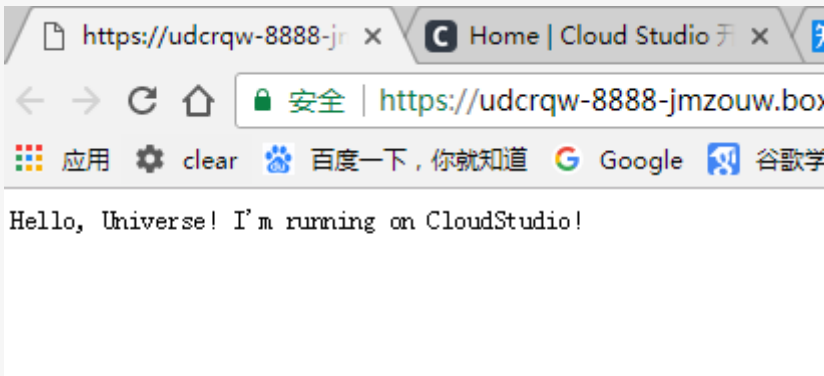 https://udcrqw-8888-j
Home | Cloud Studio 开
安全 | https://udcrqw-8888-jmzouw.box
应用 clear 百度一下，你就知道 Google 谷歌学
Hello, Universe! I'm running on CloudStudio!